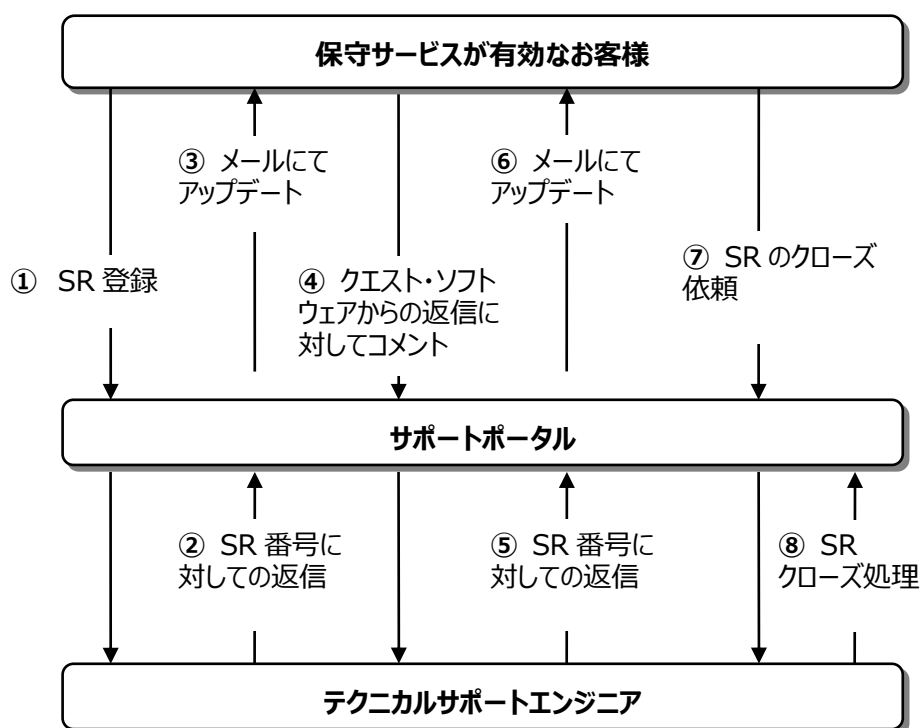 保守サービスが有効なお客様
③ メールにて
アップデート
⑥ メールにて
アップデート
① SR 登録
④ クエスト・ソフト
ウェアからの返信に
対してコメント
⑦ SR のクローズ
依頼
サポートポータル
② SR 番号に
対しての返信
⑤ SR 番号に
対しての返信
⑧ SR
クローズ処理
テクニカルサポートエンジニア